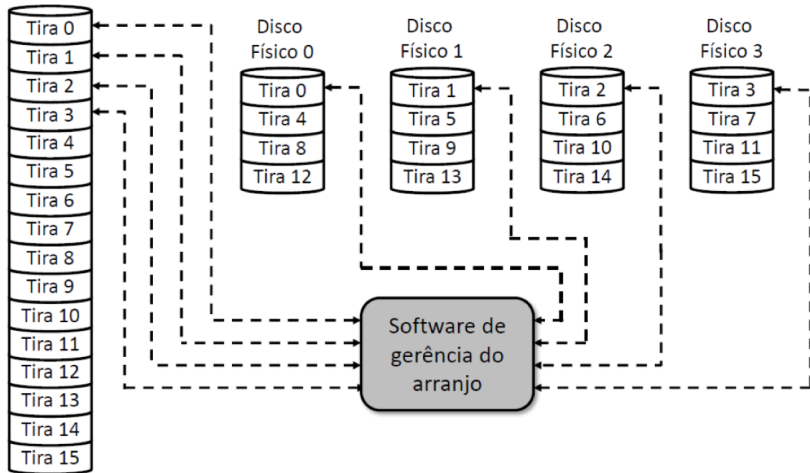 Tira 0
Tira 1
Tira 2
Tira 3
Tira 4
Tira 5
Tira 6
Tira 7
Tira 8
Tira 9
Tira 10
Tira 11
Tira 12
Tira 13
Tira 14
Tira 15
Disco
Físico 0
Tira 0
Tira 4
Tira 8
Tira 12
Disco
Físico 1
Tira 1
Tira 5
Tira 9
Tira 13
Disco
Físico 2
Tira 2
Tira 6
Tira 10
Tira 14
Disco
Físico 3
Tira 3
Tira 7
Tira 11
Tira 15
Software de
gerência do
arranjo